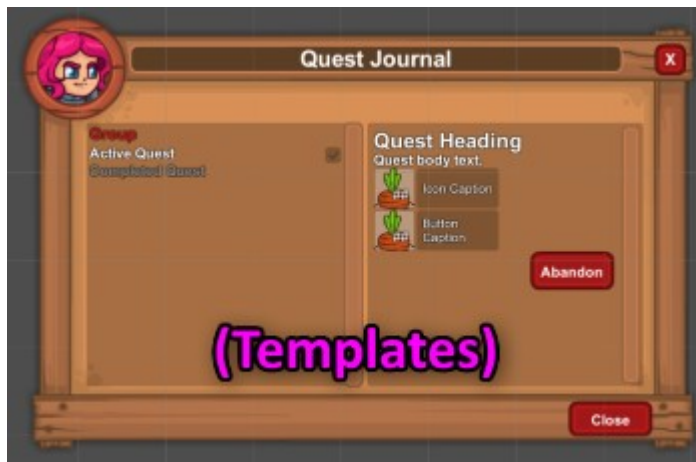 Quest Journal
X
Group
Active Quest
Completed Quest
Quest Heading
Quest body text.
Icon Caption
Button
Caption
Abandon
(Templates)
Close